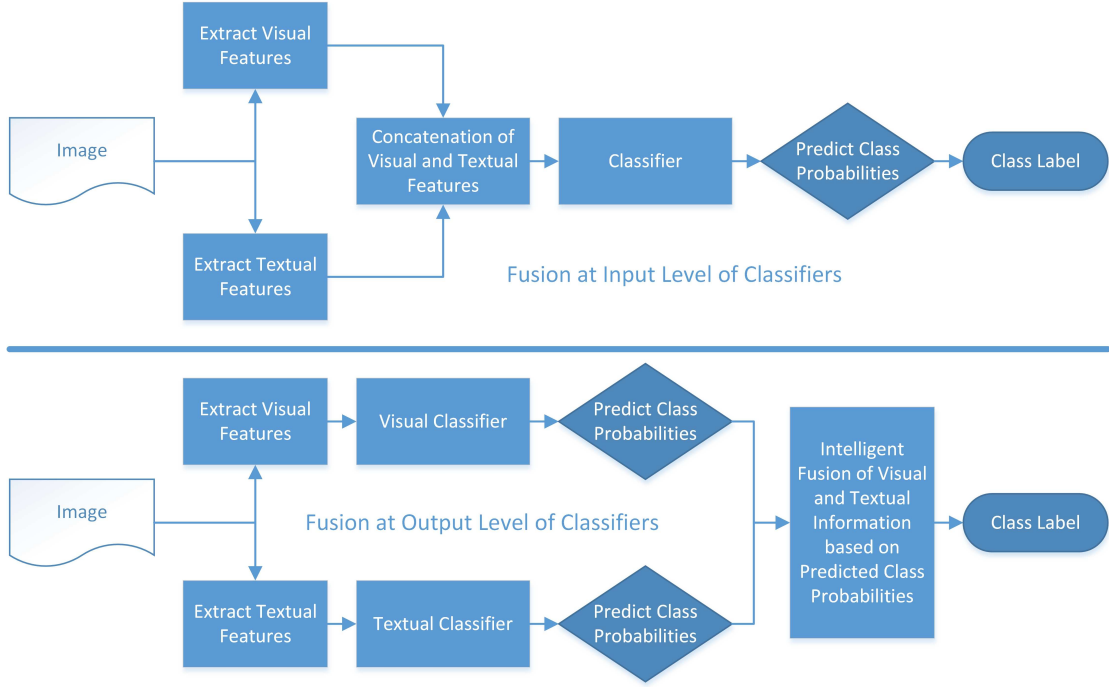 Extract Visual
Features
Image
Concatenation of
Visual and Textual
Features
Classifier
Predict Class
Probabilities
Class Label
Extract Textual
Features
Fusion at Input Level of Classifiers
Extract Visual
Features
Visual Classifier
Predict Class
Probabilities
Image
Fusion at Output Level of Classifiers
Intelligent
Fusion of Visual
and Textual
Information
based on
Predicted Class
Probabilities
Class Label
Extract Textual
Features
Textual Classifier
Predict Class
Probabilities